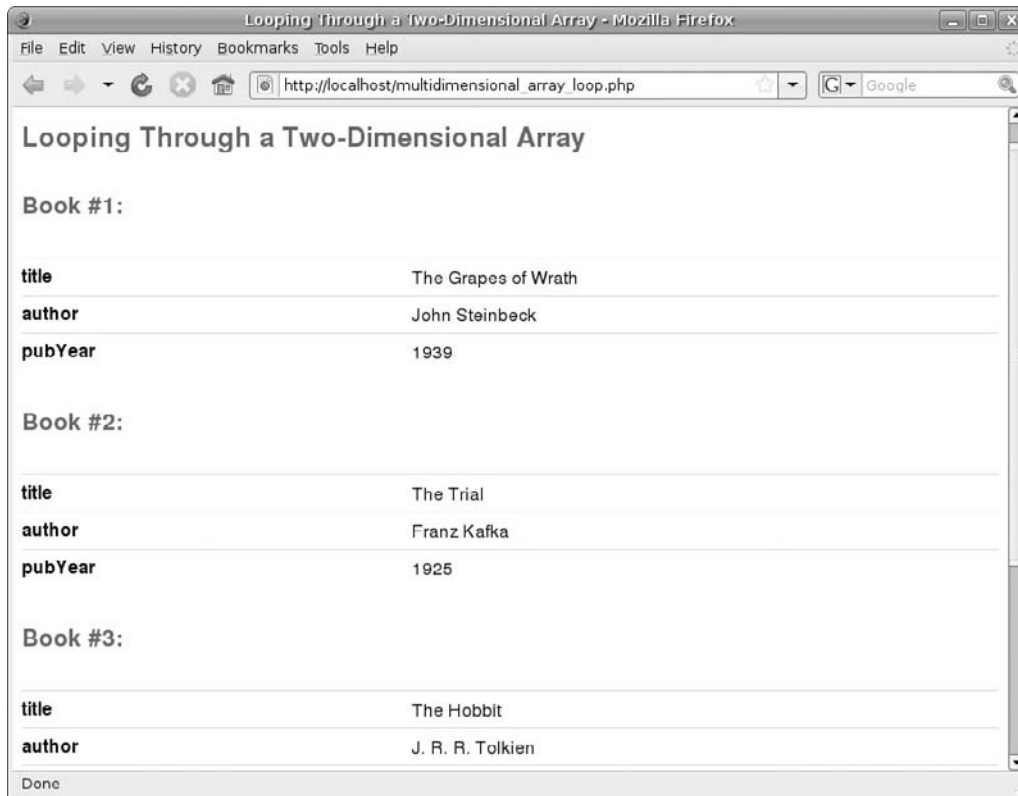 Looping Through a Two-Dimensional Array - Mozilla Firefox
File Edit View History Bookmarks Tools Help
http://localhost/multidimensional_array_loop.php G Google
Looping Through a Two-Dimensional Array
Book #1:
title The Grapes of Wrath
author John Steinbeck
pubYear 1939
Book #2:
title The Trial
author Franz Kafka
pubYear 1925
Book #3:
title The Hobbit
author J. R. R. Tolkien
Done